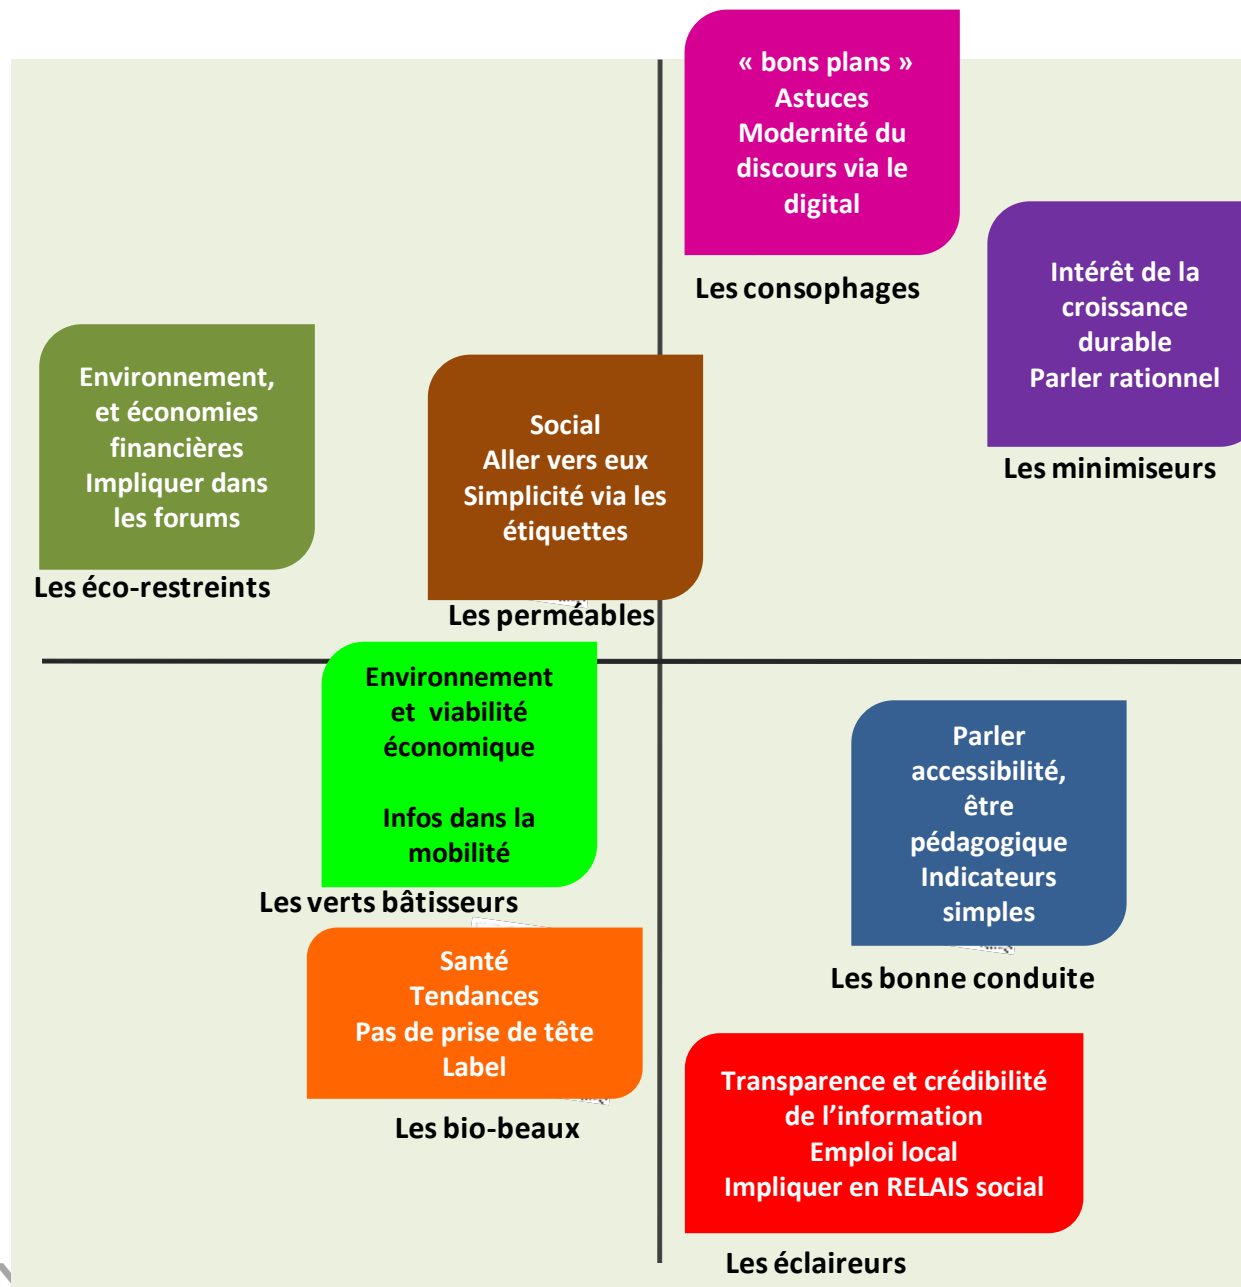 « bons plans »
Astuces
Modernité du
discours via le
digital
Les consophages
Intérêt de la
croissance
durable
Parler rationnel
Les minimiseurs
Environnement,
et économies
financières
Impliquer dans
les forums
Les éco-restreints
Social
Aller vers eux
Simplicité via les
étiquettes
Les perméables
Environnement
et viabilité
économique
Infos dans la
mobilité
Les verts bâtisseurs
Parler
accessibilité,
être
pédagogique
Indicateurs
simples
Les bonne conduite
Santé
Tendances
Pas de prise de tête
Label
Les bio-beaux
Transparence et crédibilité
de l’information
Emploi local
Impliquer en RELAIS social
Les éclaireurs